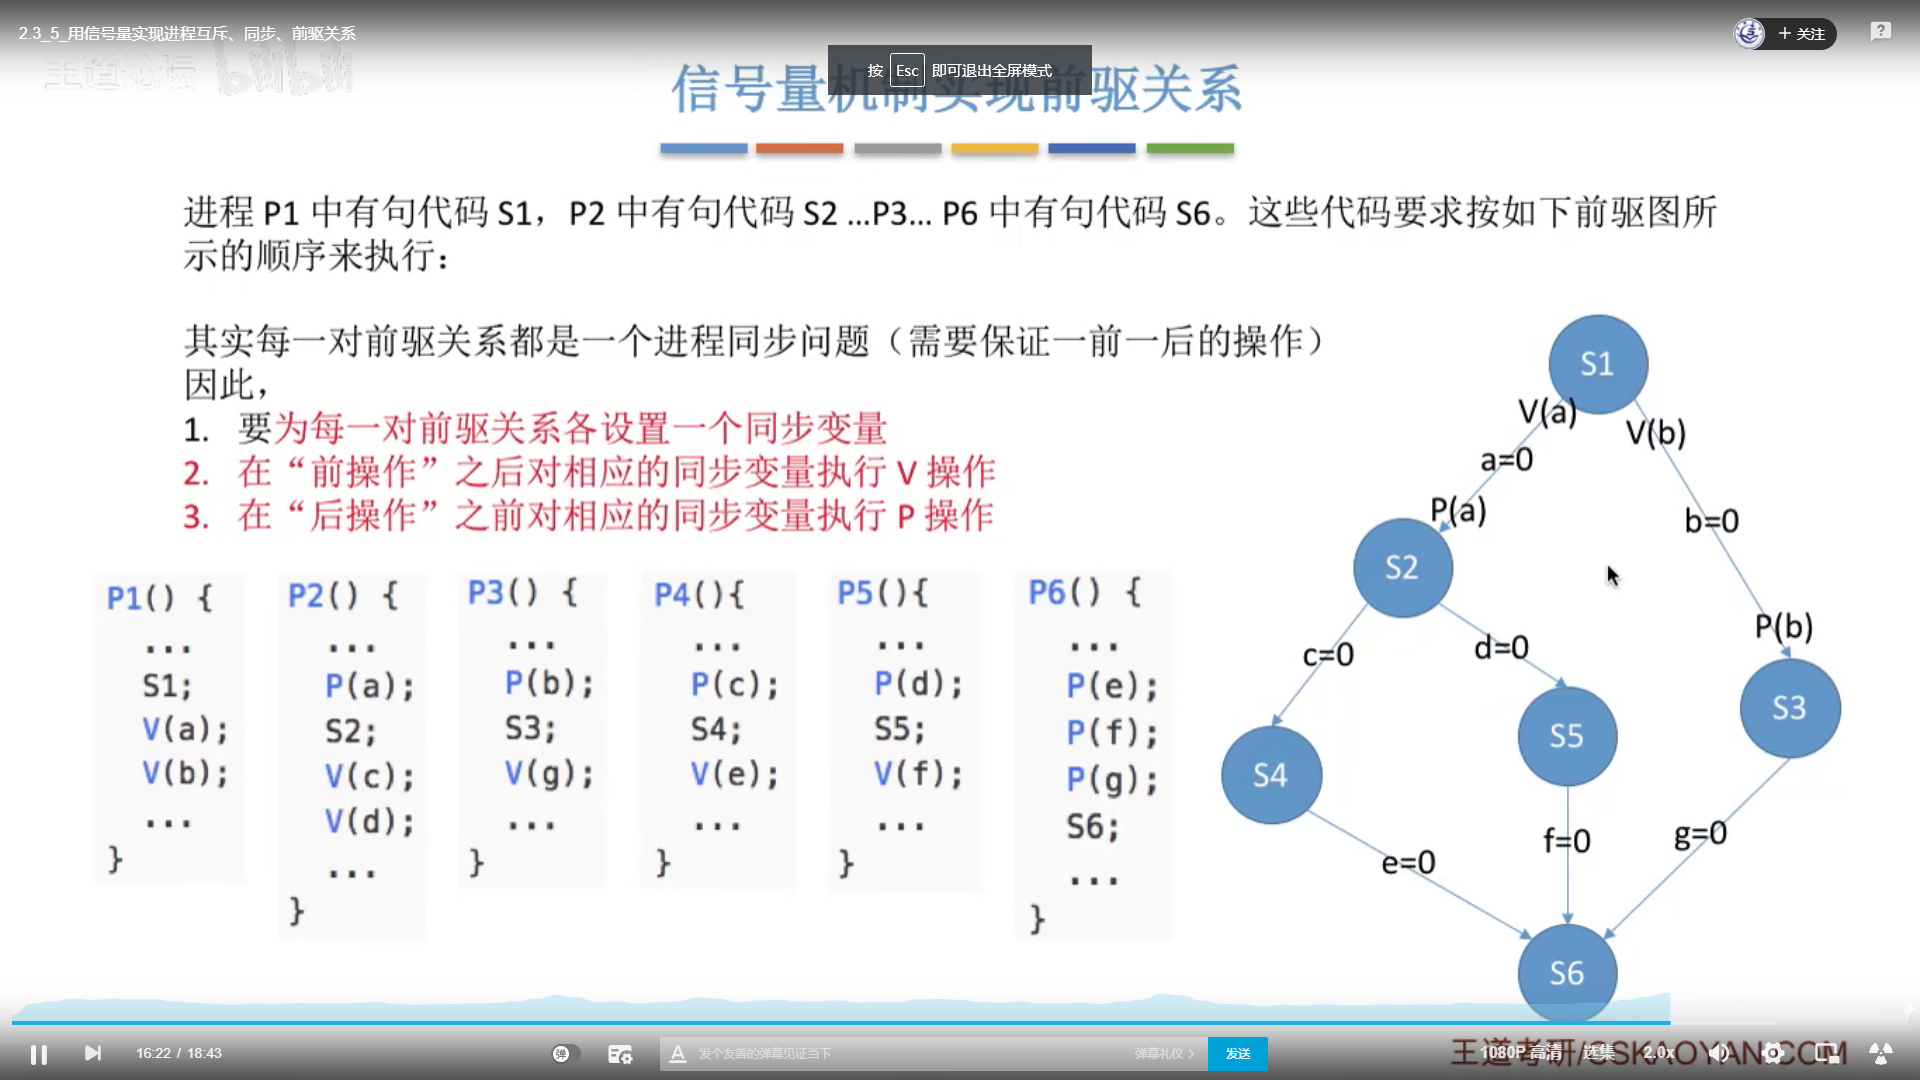 2.3_5_用信号量实现进程互斥、同步、前驱关系
+ 关注
王道论坛 bilibili
按 Esc 即可退出全屏模式
信号量机制实现前驱关系
进程 P1 中有句代码 S1，P2 中有句代码 S2 ...P3... P6 中有句代码 S6。这些代码要求按如下前驱图所
示的顺序来执行：
其实每一对前驱关系都是一个进程同步问题（需要保证一前一后的操作）
因此，
1. 要为每一对前驱关系各设置一个同步变量
2. 在“前操作”之后对相应的同步变量执行 V 操作
3. 在“后操作”之前对相应的同步变量执行 P 操作
P1() {
...
S1;
V(a);
V(b);
...
}
P2() {
...
P(a);
S2;
V(c);
V(d);
...
}
P3() {
...
P(b);
S3;
V(g);
...
}
P4(){
...
P(c);
S4;
V(e);
...
}
P5(){
...
P(d);
S5;
V(f);
...
}
P6() {
...
P(e);
P(f);
P(g);
S6;
...
}
S1
V(a)
V(b)
a=0
P(a)
b=0
S2
P(b)
c=0
d=0
S3
S5
S4
g=0
f=0
e=0
S6
16:22 / 18:43
弹
发个友善的弹幕见证当下
弹幕礼仪 >
发送
1080P 高清
选集
2.0x
王道考研/CSKAOYAN.COM